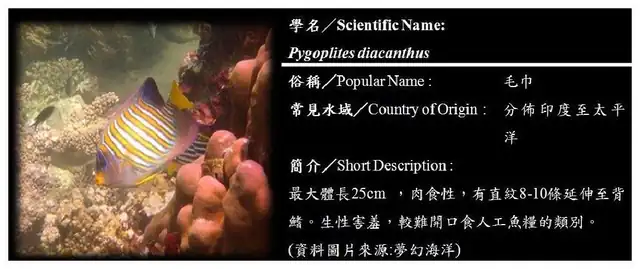 學名／Scientific Name:
Pygoplites diacanthus
俗稱／Popular Name : 毛巾
常見水域／Country of Origin : 分佈印度至太平
洋
簡介／Short Description :
最大體長25cm ，肉食性，有直紋8-10條延伸至背
鰭。生性害羞，較難開口食人工魚糧的類別。
(資料圖片來源:夢幻海洋)